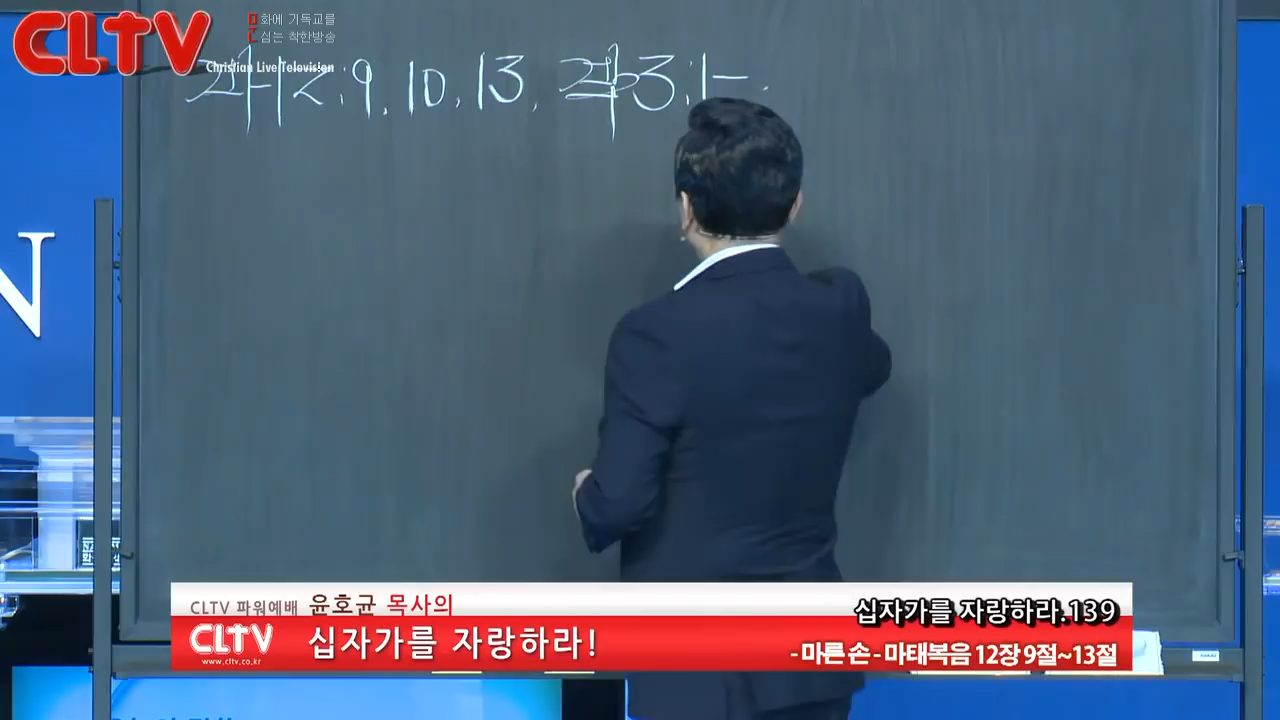 CLTV
문화에 기독교를
심는 착한방송
Christian Live Television
마12:9, 10, 13, 막3:1-
N
CLTV 파워예배 윤호균 목사의
십자가를 자랑하라.139
CLTV
www.cltv.co.kr
십자가를 자랑하라!
- 마른 손 - 마태복음 12장 9절~13절